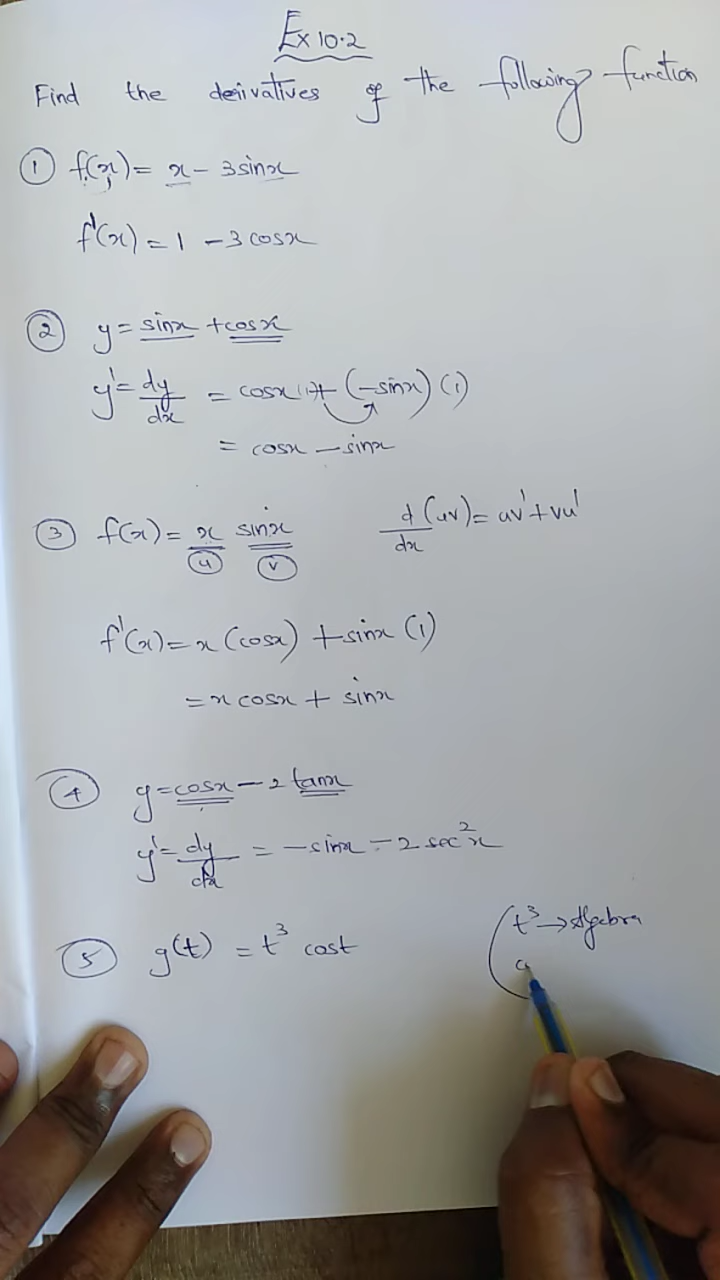 Ex 10.2
Find the derivatives of the following function
① f(x) = x - 3sinx
f'(x) = 1 - 3 cosx
② y = sinx + cosx
y' = dy/dx = cosx (1) + (-sinx) (1)
= cosx - sinx
③ f(x) = x sinx d/dx (uv) = uv' + vu'
u v
f'(x) = x (cosx) + sinx (1)
= x cosx + sinx
④ y = cosx - 2 tanx
y' = dy/dx = -sinx - 2 sec²x
⑤ g(t) = t³ cost
(t³ → Algebra